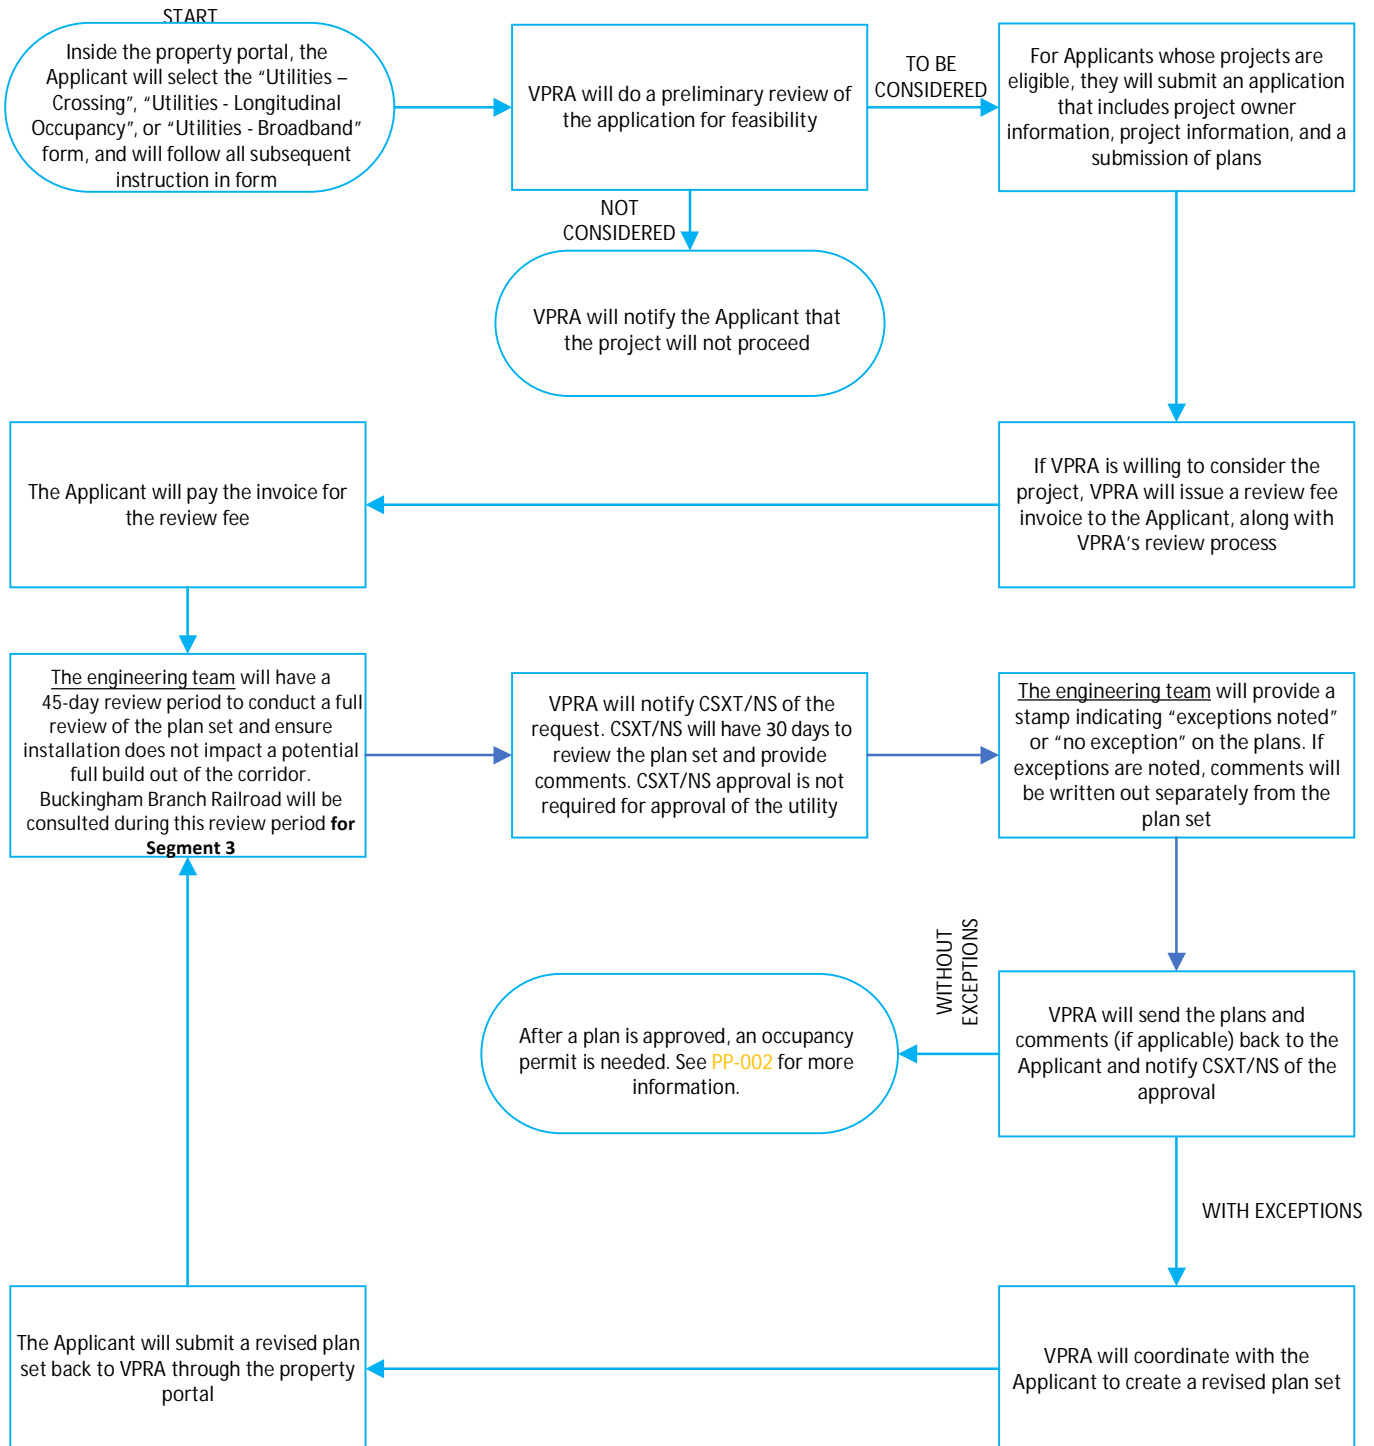 START
Inside the property portal, the
Applicant will select the “Utilities –
Crossing”, “Utilities - Longitudinal
Occupancy”, or “Utilities - Broadband”
form, and will follow all subsequent
instruction in form
VPRA will do a preliminary review of
the application for feasibility
TO BE
CONSIDERED
For Applicants whose projects are
eligible, they will submit an application
that includes project owner
information, project information, and a
submission of plans
NOT
CONSIDERED
VPRA will notify the Applicant that
the project will not proceed
If VPRA is willing to consider the
project, VPRA will issue a review fee
invoice to the Applicant, along with
VPRA’s review process
The Applicant will pay the invoice for
the review fee
The engineering team will have a
45-day review period to conduct a full
review of the plan set and ensure
installation does not impact a potential
full build out of the corridor.
Buckingham Branch Railroad will be
consulted during this review period for
Segment 3
VPRA will notify CSXT/NS of the
request. CSXT/NS will have 30 days to
review the plan set and provide
comments. CSXT/NS approval is not
required for approval of the utility
The engineering team will provide a
stamp indicating “exceptions noted”
or “no exception” on the plans. If
exceptions are noted, comments will
be written out separately from the
plan set
VPRA will send the plans and
comments (if applicable) back to the
Applicant and notify CSXT/NS of the
approval
WITHOUT
EXCEPTIONS
After a plan is approved, an occupancy
permit is needed. See PP-002 for more
information.
WITH EXCEPTIONS
VPRA will coordinate with the
Applicant to create a revised plan set
The Applicant will submit a revised plan
set back to VPRA through the property
portal